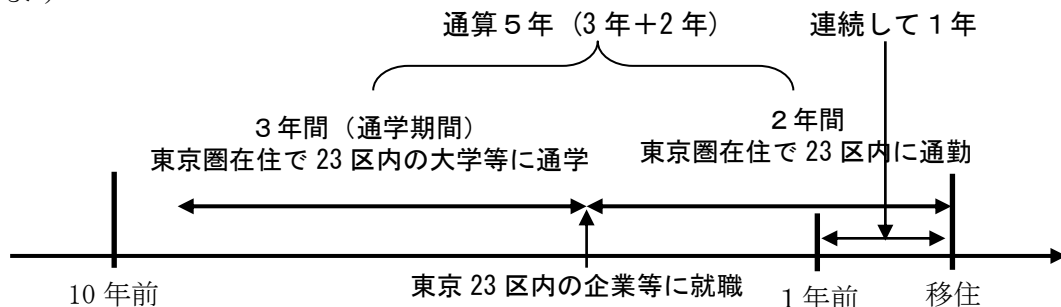 通算５年（3 年＋2 年）
連続して１年
３年間（通学期間）
東京圏在住で 23 区内の大学等に通学
２年間
東京圏在住で 23 区内に通勤
10 年前
東京 23 区内の企業等に就職
1 年前
移住